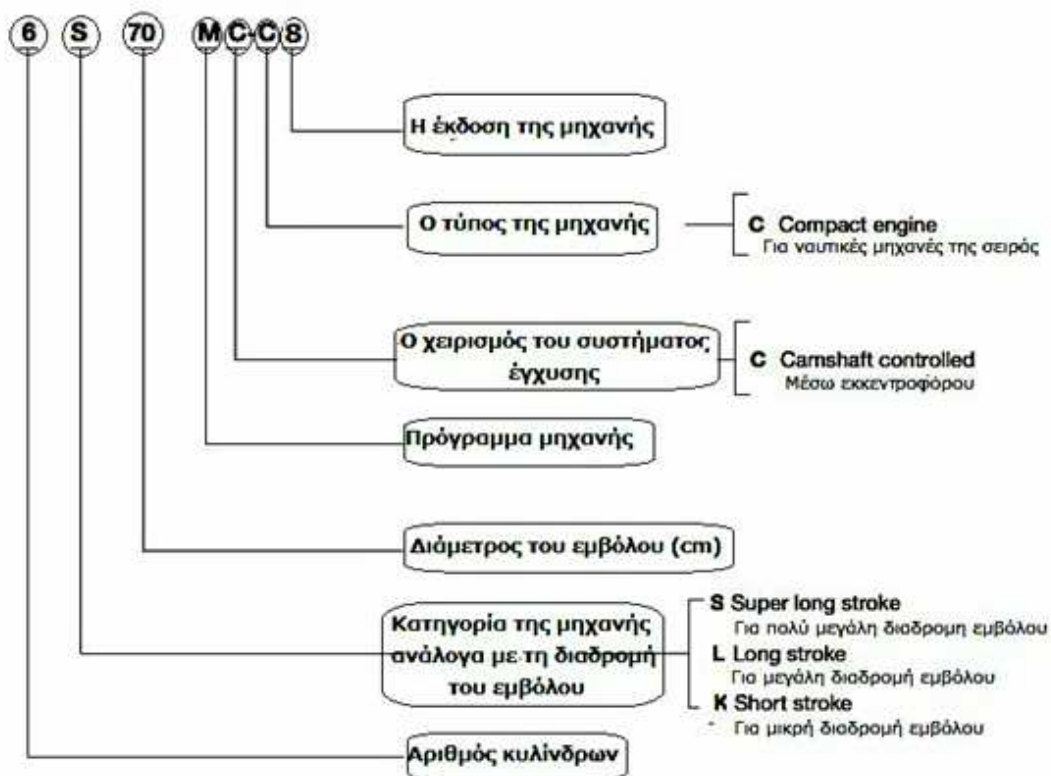 6 S 70 M C-C 8
Η έκδοση της μηχανής
Ο τύπος της μηχανής
C Compact engine
Για ναυτικές μηχανές της σειράς
Ο χειρισμός του συστήματος
έγχυσης
C Camshaft controlled
Μέσω εκκεντροφόρου
Πρόγραμμα μηχανής
Διάμετρος του εμβόλου (cm)
Κατηγορία της μηχανής
ανάλογα με τη διαδρομή
του εμβόλου
S Super long stroke
Για πολύ μεγάλη διαδρομη εμβόλου
L Long stroke
Για μεγάλη διαδρομή εμβόλου
K Short stroke
Για μικρή διαδρομή εμβόλου
Αριθμός κυλίνδρων